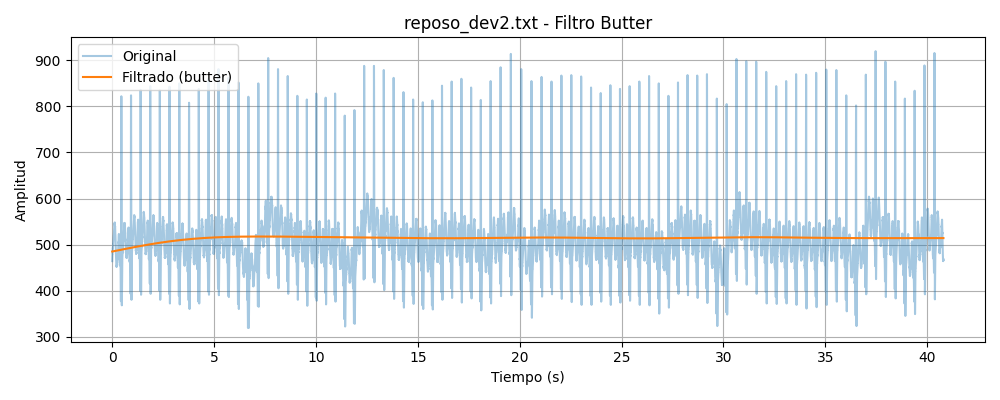 reposo_dev2.txt - Filtro Butter
Original
Filtrado (butter)
Amplitud
900
800
700
600
500
400
300
0 5 10 15 20 25 30 35 40
Tiempo (s)